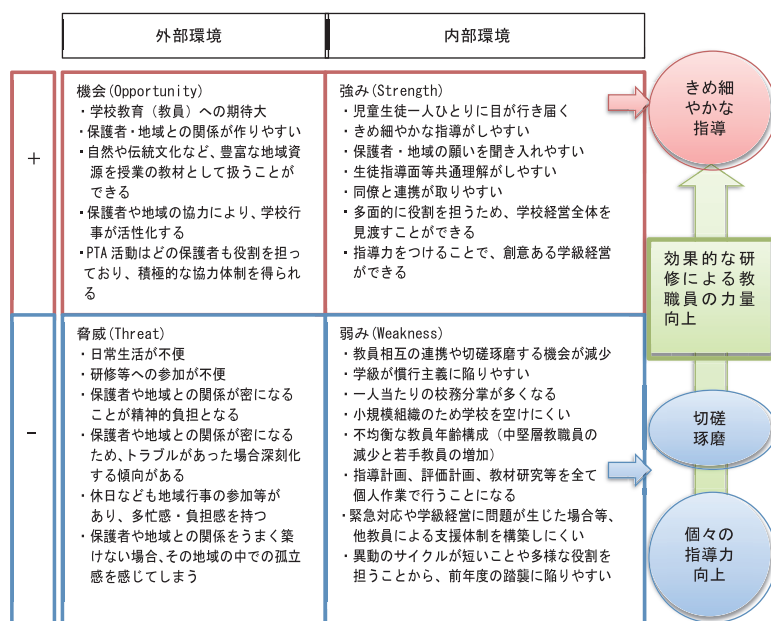 外部環境
内部環境
+
機会(Opportunity)
・学校教育（教員）への期待大
・保護者・地域との関係が作りやすい
・自然や伝統文化など、豊富な地域資
源を授業の教材として扱うことが
できる
・保護者や地域の協力により、学校行
事が活性化する
・PTA 活動はどの保護者も役割を担っ
ており、積極的な協力体制を得られ
る
強み(Strength)
・児童生徒一人ひとりに目が行き届く
・きめ細やかな指導がしやすい
・保護者・地域の願いを聞き入れやすい
・生徒指導面等共通理解がしやすい
・同僚と連携が取りやすい
・多面的に役割を担うため、学校経営全体を
見渡すことができる
・指導力をつけることで、創意ある学級経営
ができる
−
脅威(Threat)
・日常生活が不便
・研修等への参加が不便
・保護者や地域との関係が密になる
ことが精神的負担となる
・保護者や地域との関係が密になる
ため、トラブルがあった場合深刻化
する傾向がある
・休日なども地域行事の参加等が
あり、多忙感・負担感を持つ
・保護者や地域との関係をうまく築
けない場合、その地域の中での孤立
感を感じてしまう
弱み(Weakness)
・教員相互の連携や切磋琢磨する機会が減少
・学級が慣行主義に陥りやすい
・一人当たりの校務分掌が多くなる
・小規模組織のため学校を空けにくい
・不均衡な教員年齢構成（中堅層教職員の
減少と若手教員の増加）
・指導計画、評価計画、教材研究等を全て
個人作業で行うことになる
・緊急対応や学級経営に問題が生じた場合等、
他教員による支援体制を構築しにくい
・異動のサイクルが短いことや多様な役割を
担うことから、前年度の踏襲に陥りやすい
きめ細
やかな
指導
効果的な研
修による教
職員の力量
向上
切磋
琢磨
個々の
指導力
向上